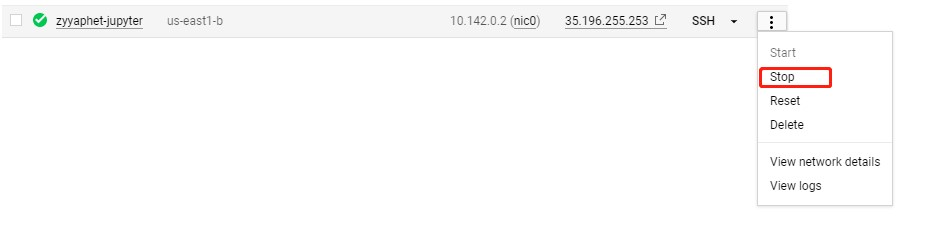 zyyaphet-jupyter us-east1-b 10.142.0.2 (nic0) 35.196.255.253 SSH
Start
Stop
Reset
Delete
View network details
View logs